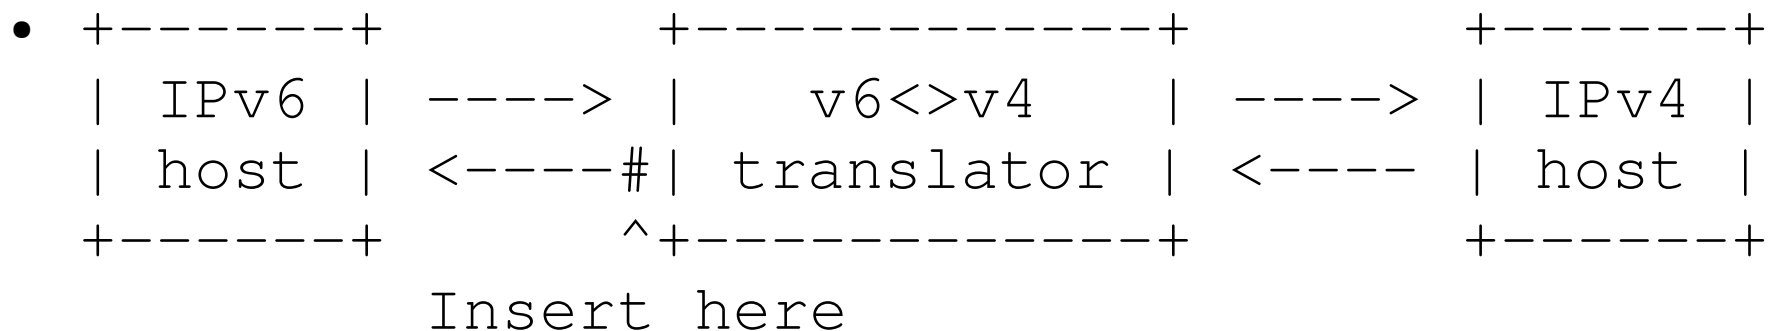 • +------+       +-------------+       +------+
| IPv6 | ----> |   v6<>v4   | ----> | IPv4 |
| host | <----#| translator | <---- | host |
+------+      ^+-------------+       +------+
Insert here